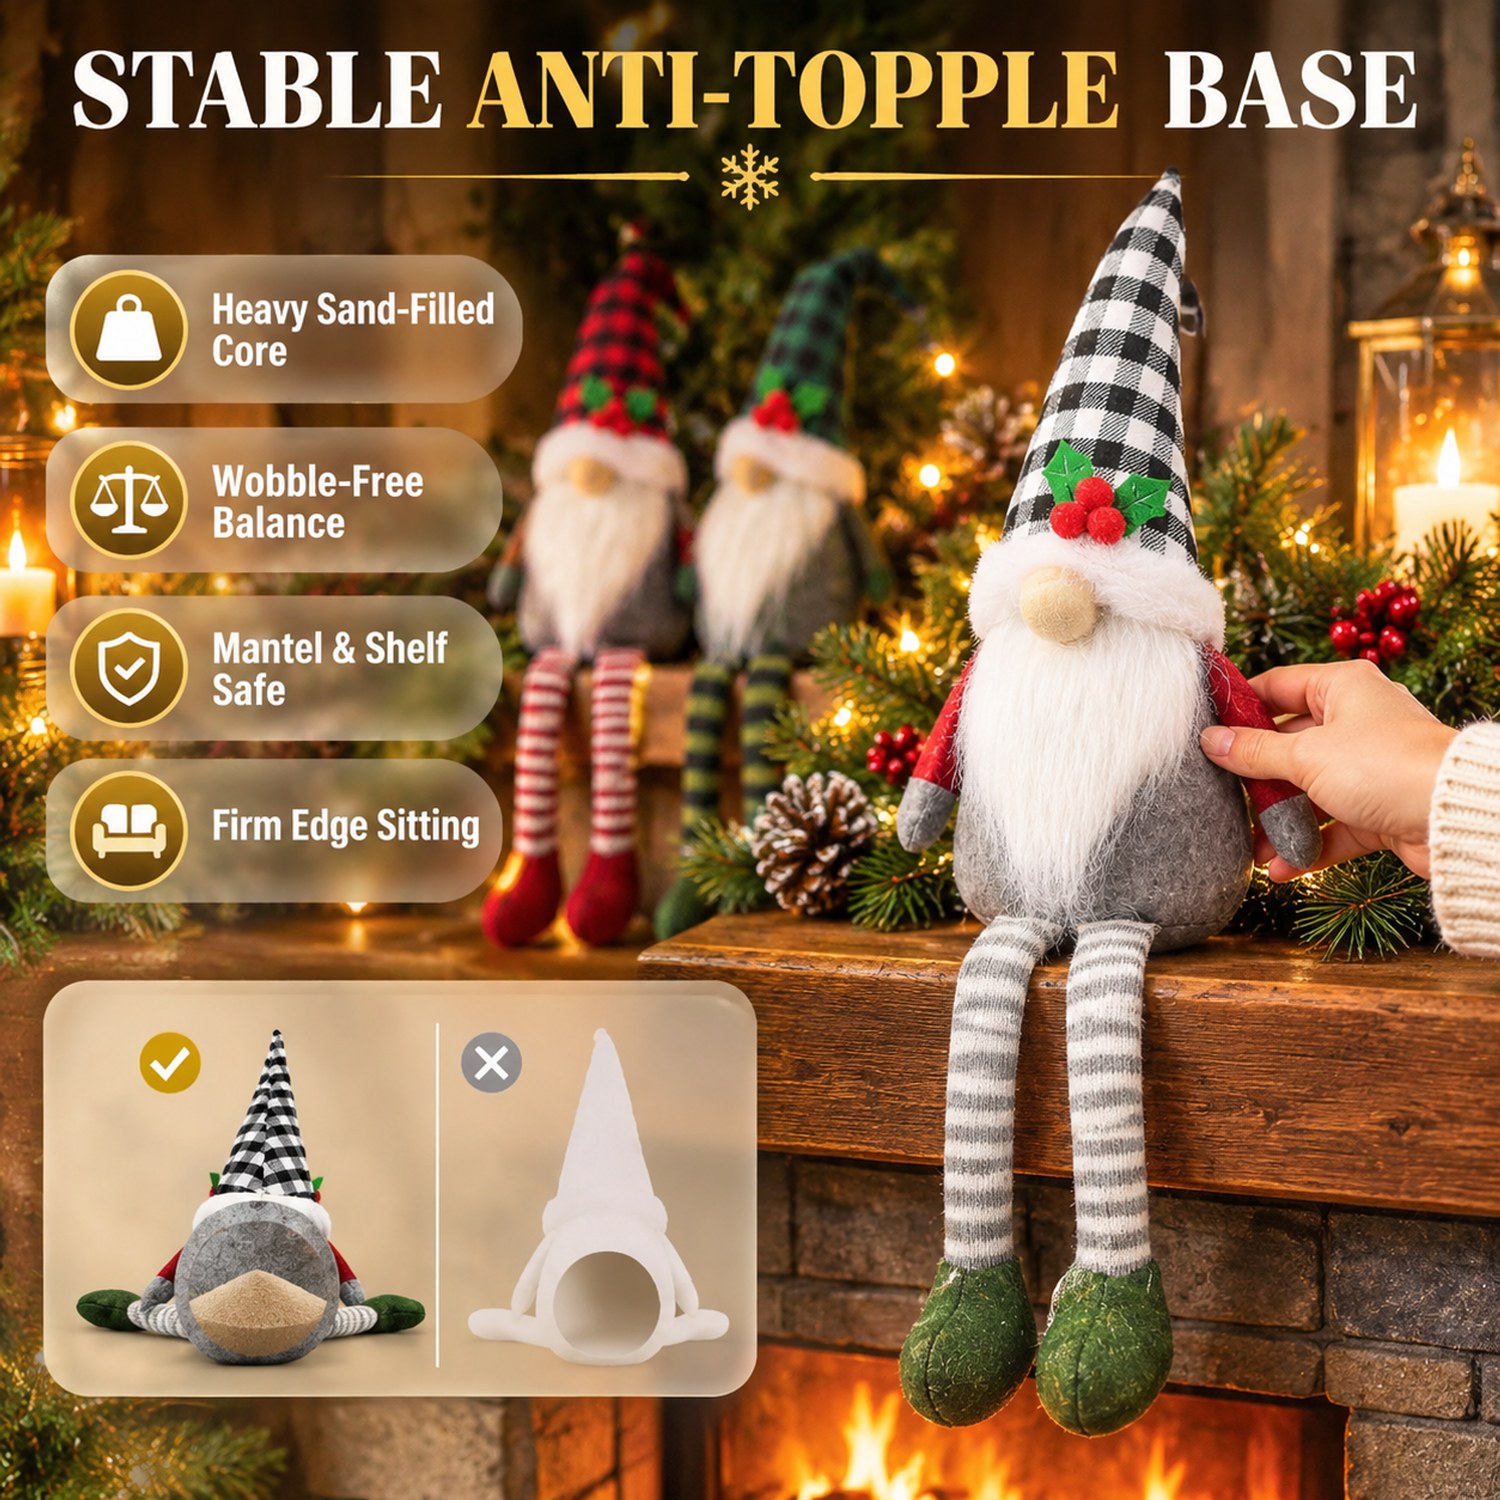 STABLE ANTI-TOPPLE BASE
Heavy Sand-Filled
Core
Wobble-Free
Balance
Mantel & Shelf
Safe
Firm Edge Sitting